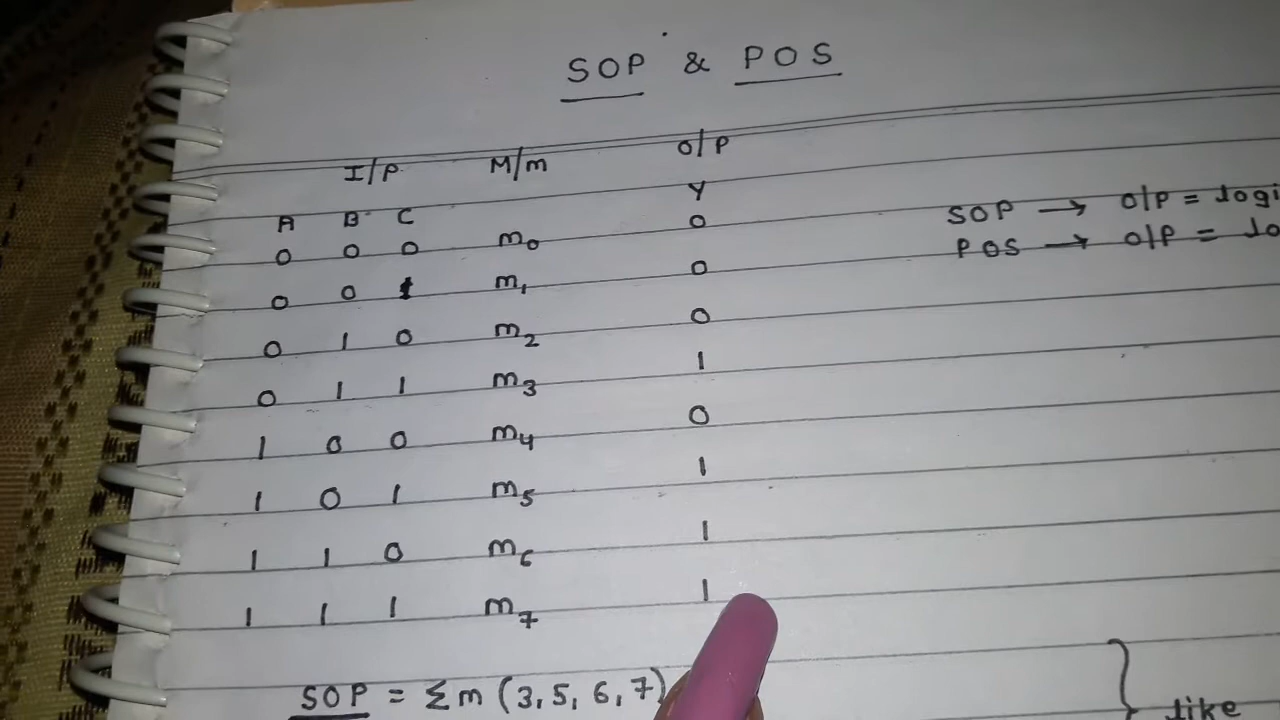 SOP & POS
I/P M/m O/P
A B C Y
0 0 0 m0 0
0 0 1 m1 0
0 1 0 m2 0
0 1 1 m3 1
1 0 0 m4 0
1 0 1 m5 1
1 1 0 m6 1
1 1 1 m7 1
SOP → O/P = logi
POS → O/P = lo
SOP = Σm (3, 5, 6, 7)
like